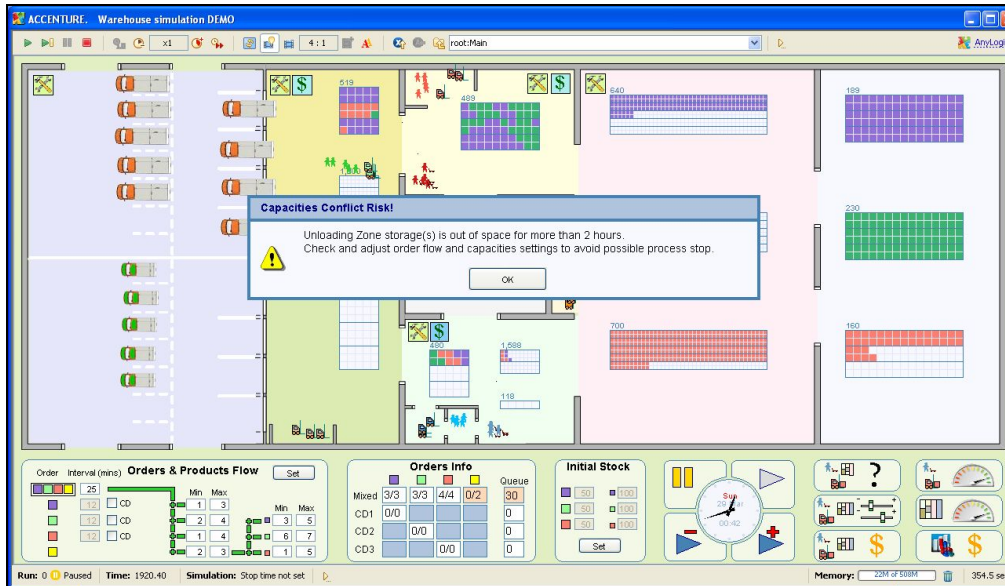 ACCENTURE.   Warehouse simulation DEMO
x1
4 : 1
root:Main
AnyLogi
519
489
640
189
Capacities Conflict Risk!
Unloading Zone storage(s) is out of space for more than 2 hours.
Check and adjust order flow and capacities settings to avoid possible process stop.
OK
230
480
1,588
118
700
160
Order   Interval (mins)   Orders & Products Flow   Set
25
12   CD
12   CD
12
Min   Max
1   3
2   4
1   4
2   3
Min   Max
3   5
6   7
1   5
Orders Info
Queue
Mixed   3/3   3/3   4/4   0/2   30
CD1   0/0   0
CD2   0/0   0
CD3   0/0   0
Initial Stock
50   100
50   100
50   100
Set
Sun
00:42
?
$
$
Run: 0   Paused   Time: 1920.40   Simulation: Stop time not set   Memory: 22M of 508M   354.5 se